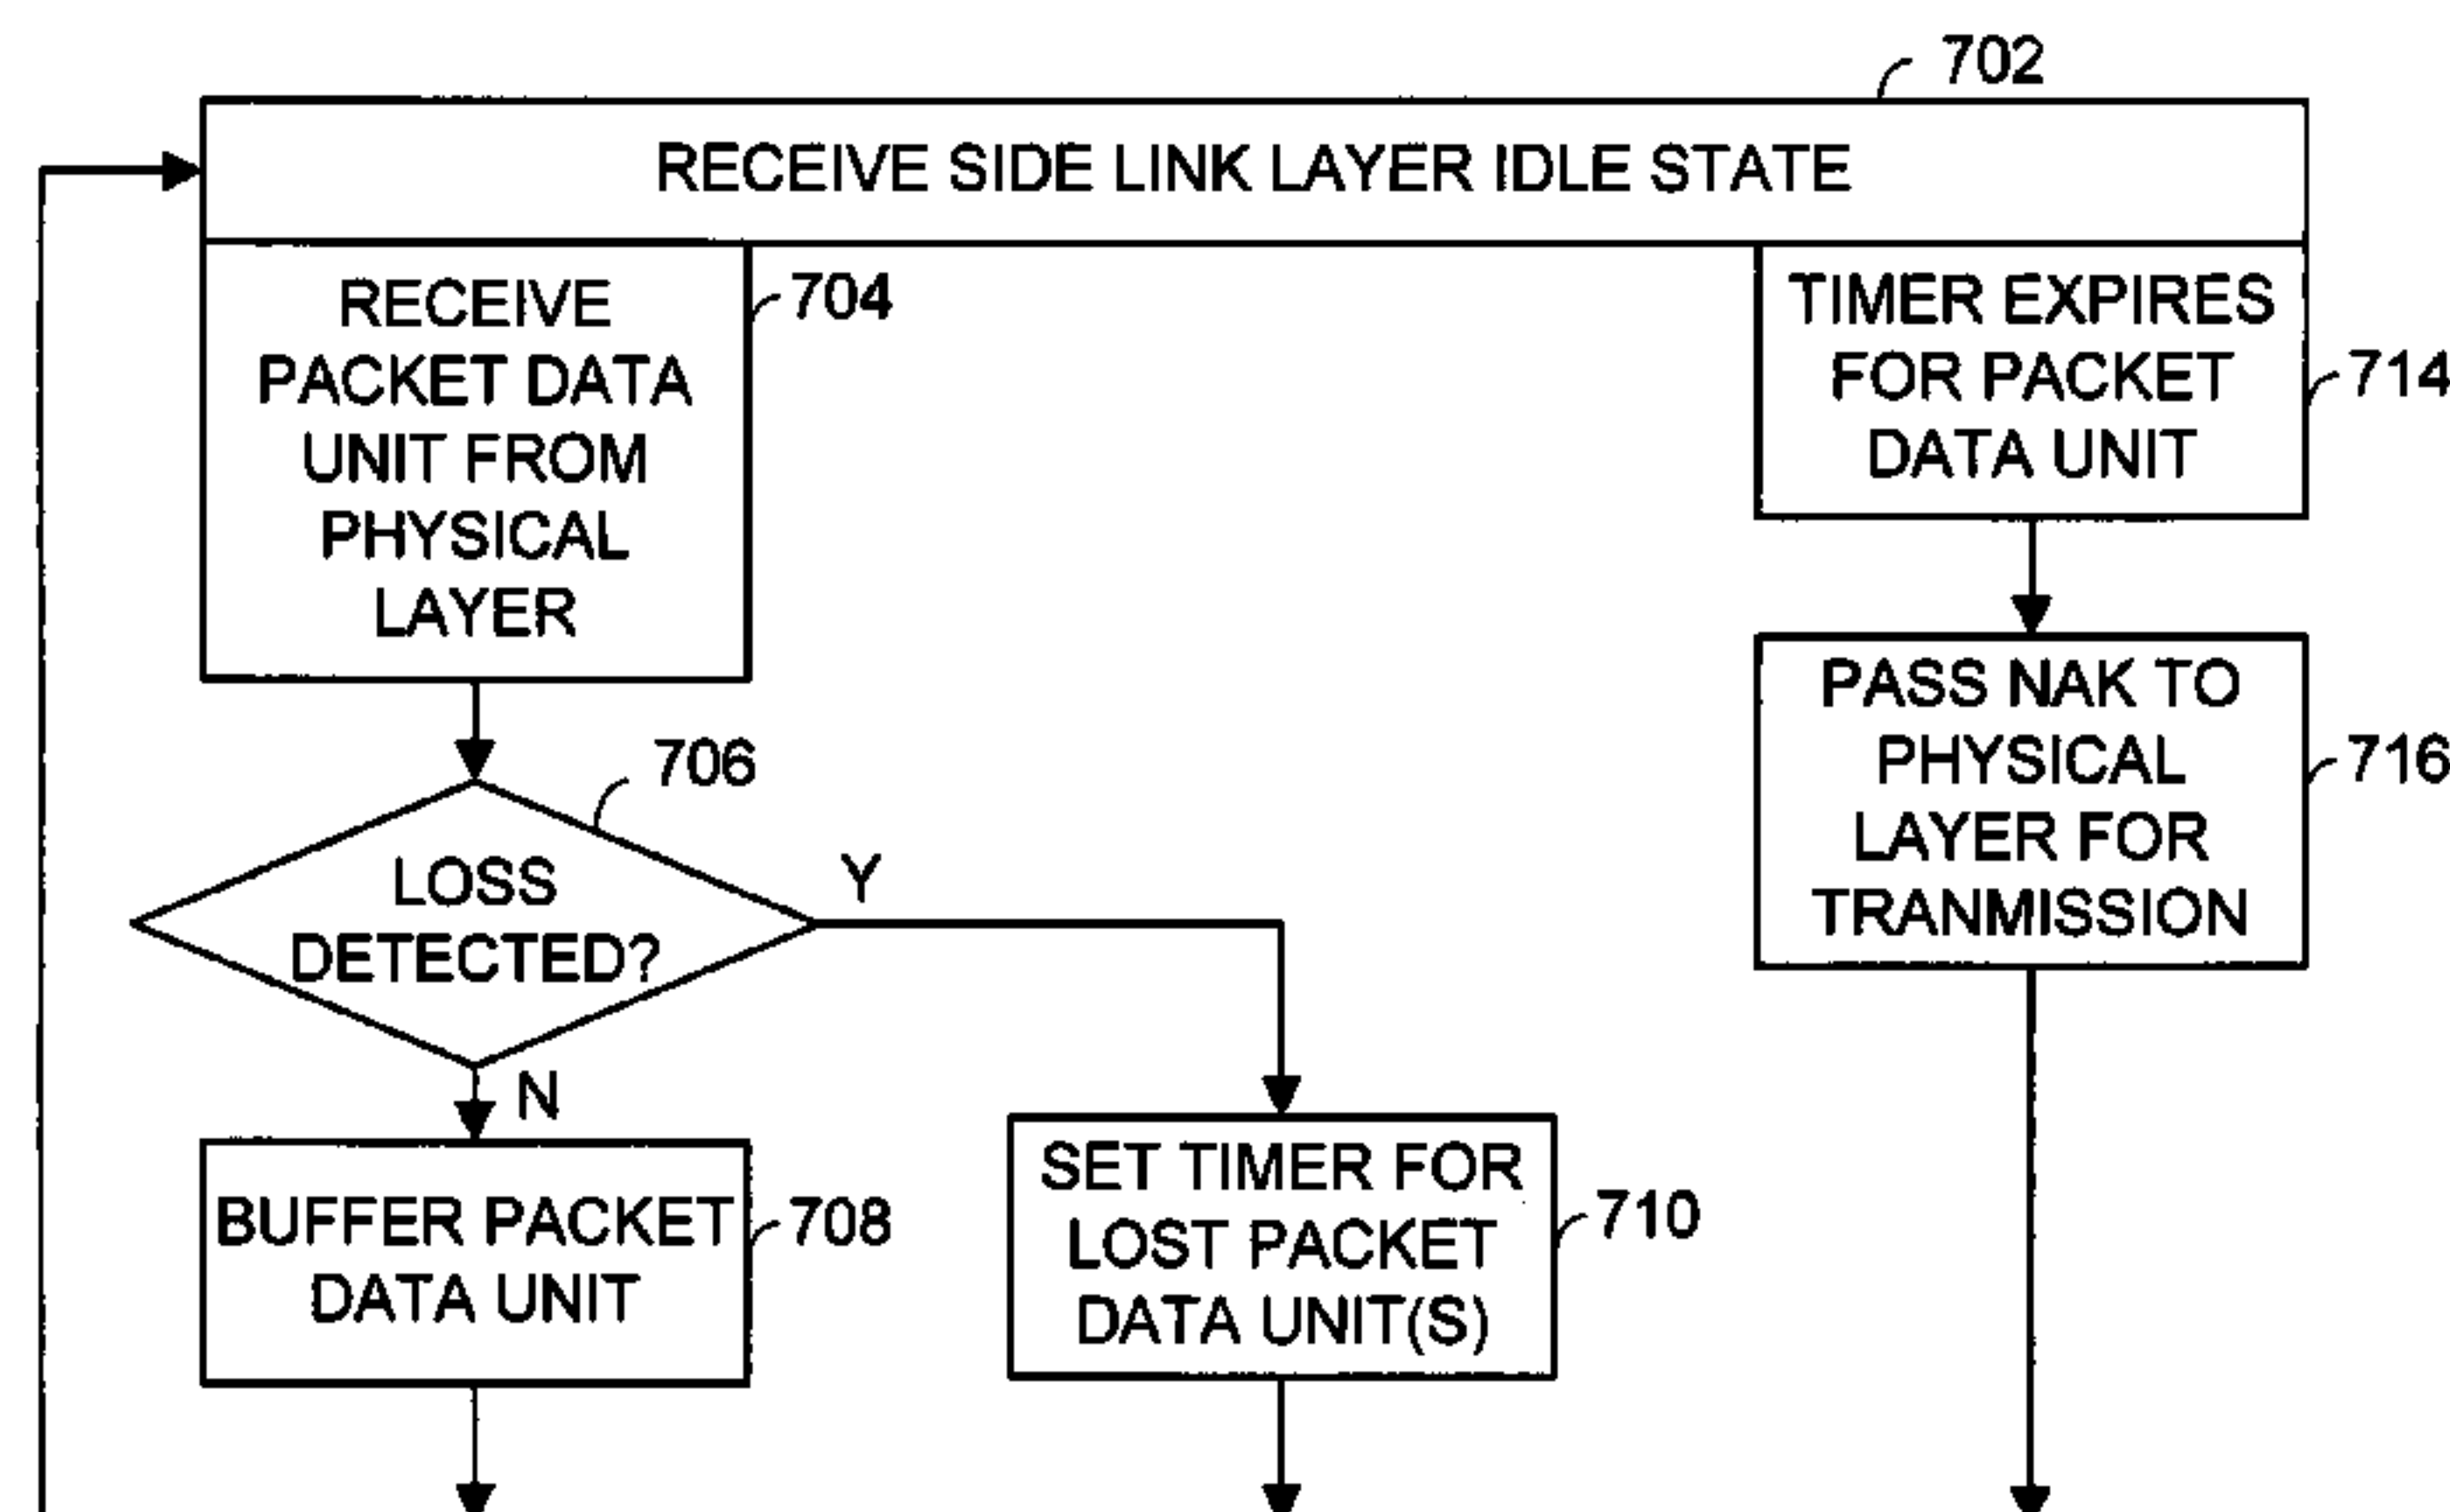 702
RECEIVE SIDE LINK LAYER IDLE STATE
RECEIVE
PACKET DATA
UNIT FROM
PHYSICAL
LAYER
704
TIMER EXPIRES
FOR PACKET
DATA UNIT
714
PASS NAK TO
PHYSICAL
LAYER FOR
TRANMISSION
716
706
LOSS
DETECTED?
Y
N
BUFFER PACKET
DATA UNIT
708
SET TIMER FOR
LOST PACKET
DATA UNIT(S)
710